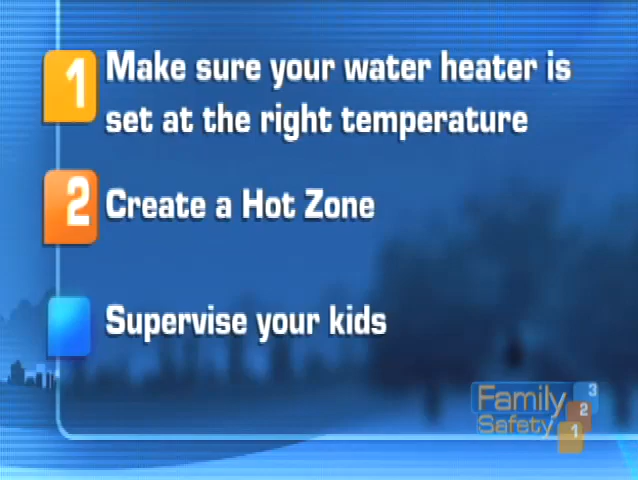 1 Make sure your water heater is
set at the right temperature
2 Create a Hot Zone
Supervise your kids
Family 3
2
Safety 1